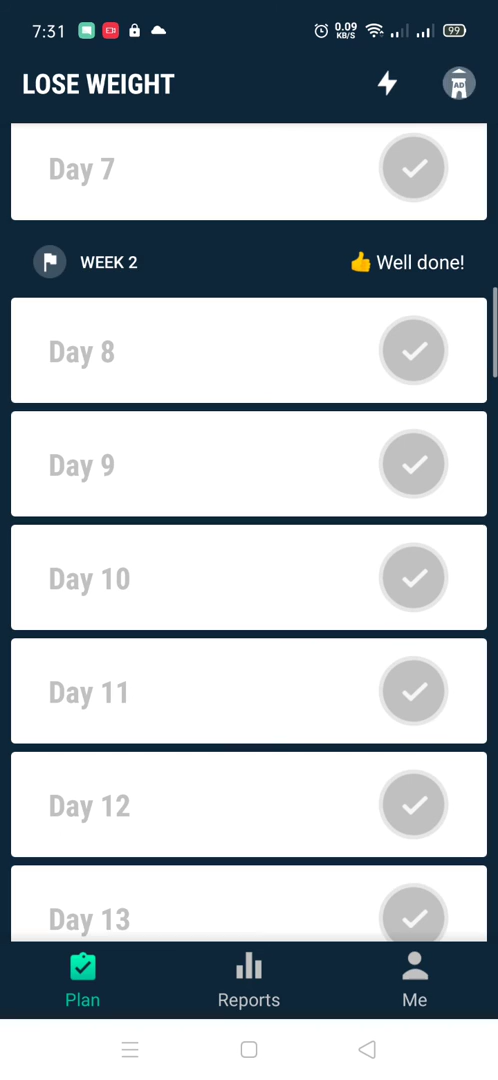 7:31 0.09 KB/S 99
LOSE WEIGHT AD
Day 7
WEEK 2 👍 Well done!
Day 8
Day 9
Day 10
Day 11
Day 12
Day 13
Plan Reports Me